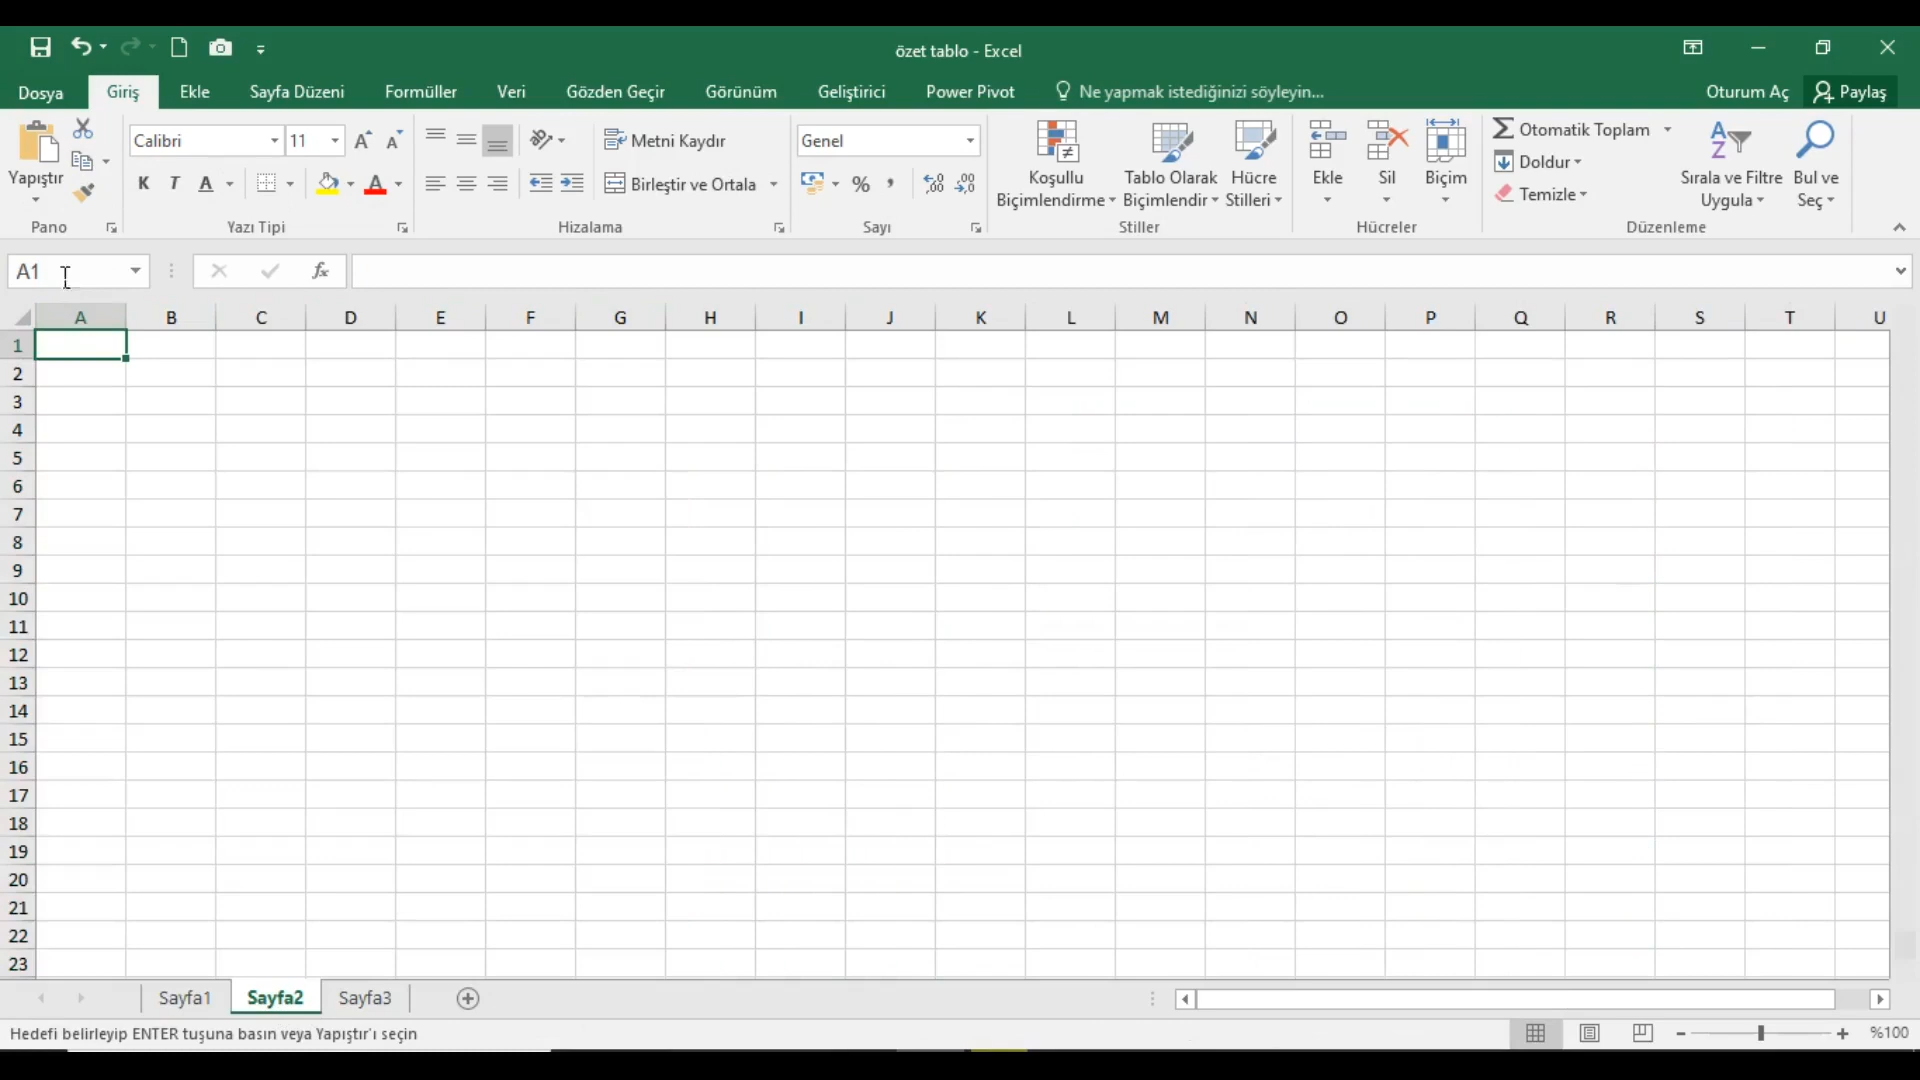 özet tablo - Excel
Dosya Giriş Ekle Sayfa Düzeni Formüller Veri Gözden Geçir Görünüm Geliştirici Power Pivot Ne yapmak istediğinizi söyleyin... Oturum Aç Paylaş
Yapıştır
Pano
Calibri 11
K T A A
Yazı Tipi
Metni Kaydır
Birleştir ve Ortala
Hizalama
Genel
%
Sayı
Koşullu
Biçimlendirme
Tablo Olarak
Biçimlendir
Hücre
Stilleri
Stiller
Ekle Sil Biçim
Hücreler
Otomatik Toplam
Doldur
Temizle
Sırala ve Filtre
Uygula
Bul ve
Seç
Düzenleme
A1 fx
A B C D E F G H I J K L M N O P Q R S T U
1
2
3
4
5
6
7
8
9
10
11
12
13
14
15
16
17
18
19
20
21
22
23
Sayfa1 Sayfa2 Sayfa3
Hedefi belirleyip ENTER tuşuna basın veya Yapıştır'ı seçin %100